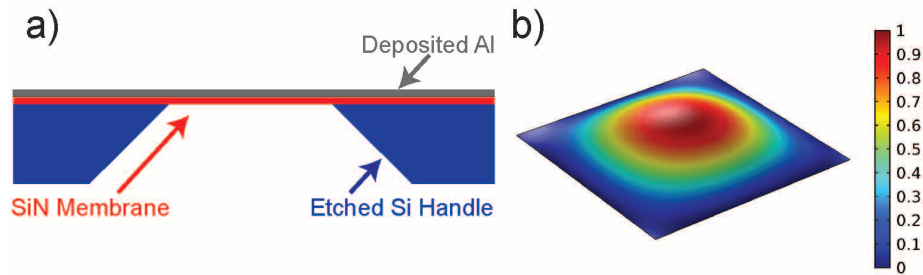 a)
Deposited Al
SiN Membrane
Etched Si Handle
b)
1
0.9
0.8
0.7
0.6
0.5
0.4
0.3
0.2
0.1
0